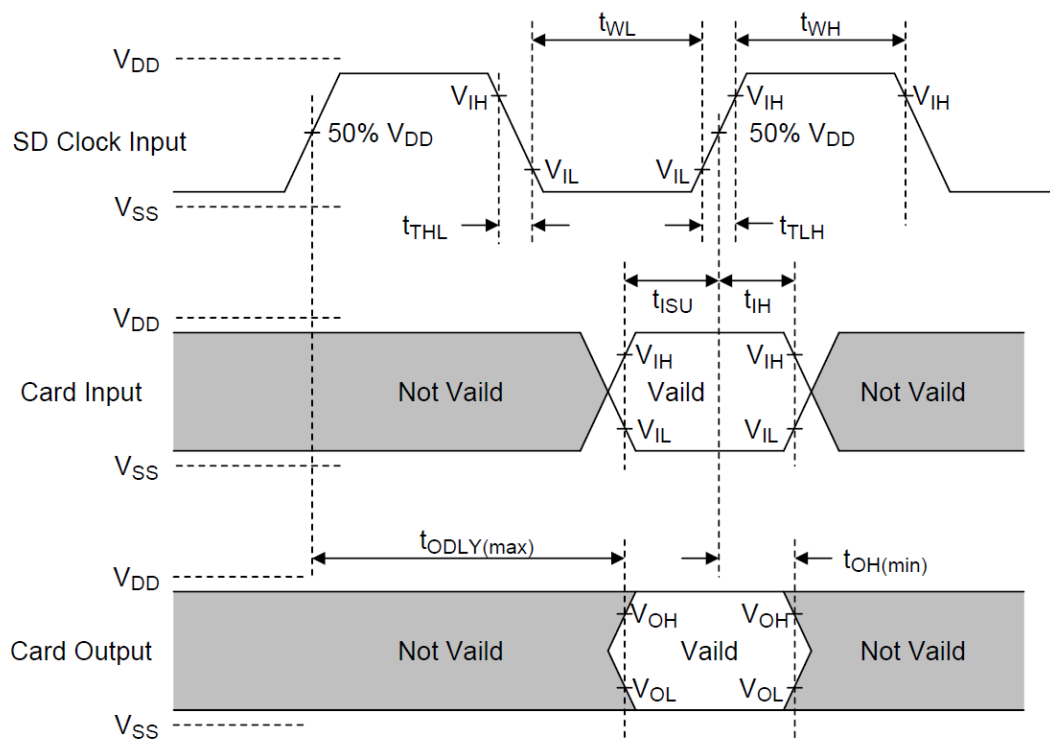 tWL tWH
VDD
VIH VIH VIH
SD Clock Input 50% VDD 50% VDD
VIL VIL
VSS
tTHL tTLH
tISU tIH
VDD
VIH VIH
Card Input Not Vaild Vaild Not Vaild
VIL VIL
VSS
tODLY(max) tOH(min)
VDD
VOH VOH
Card Output Not Vaild Vaild Not Vaild
VOL VOL
VSS